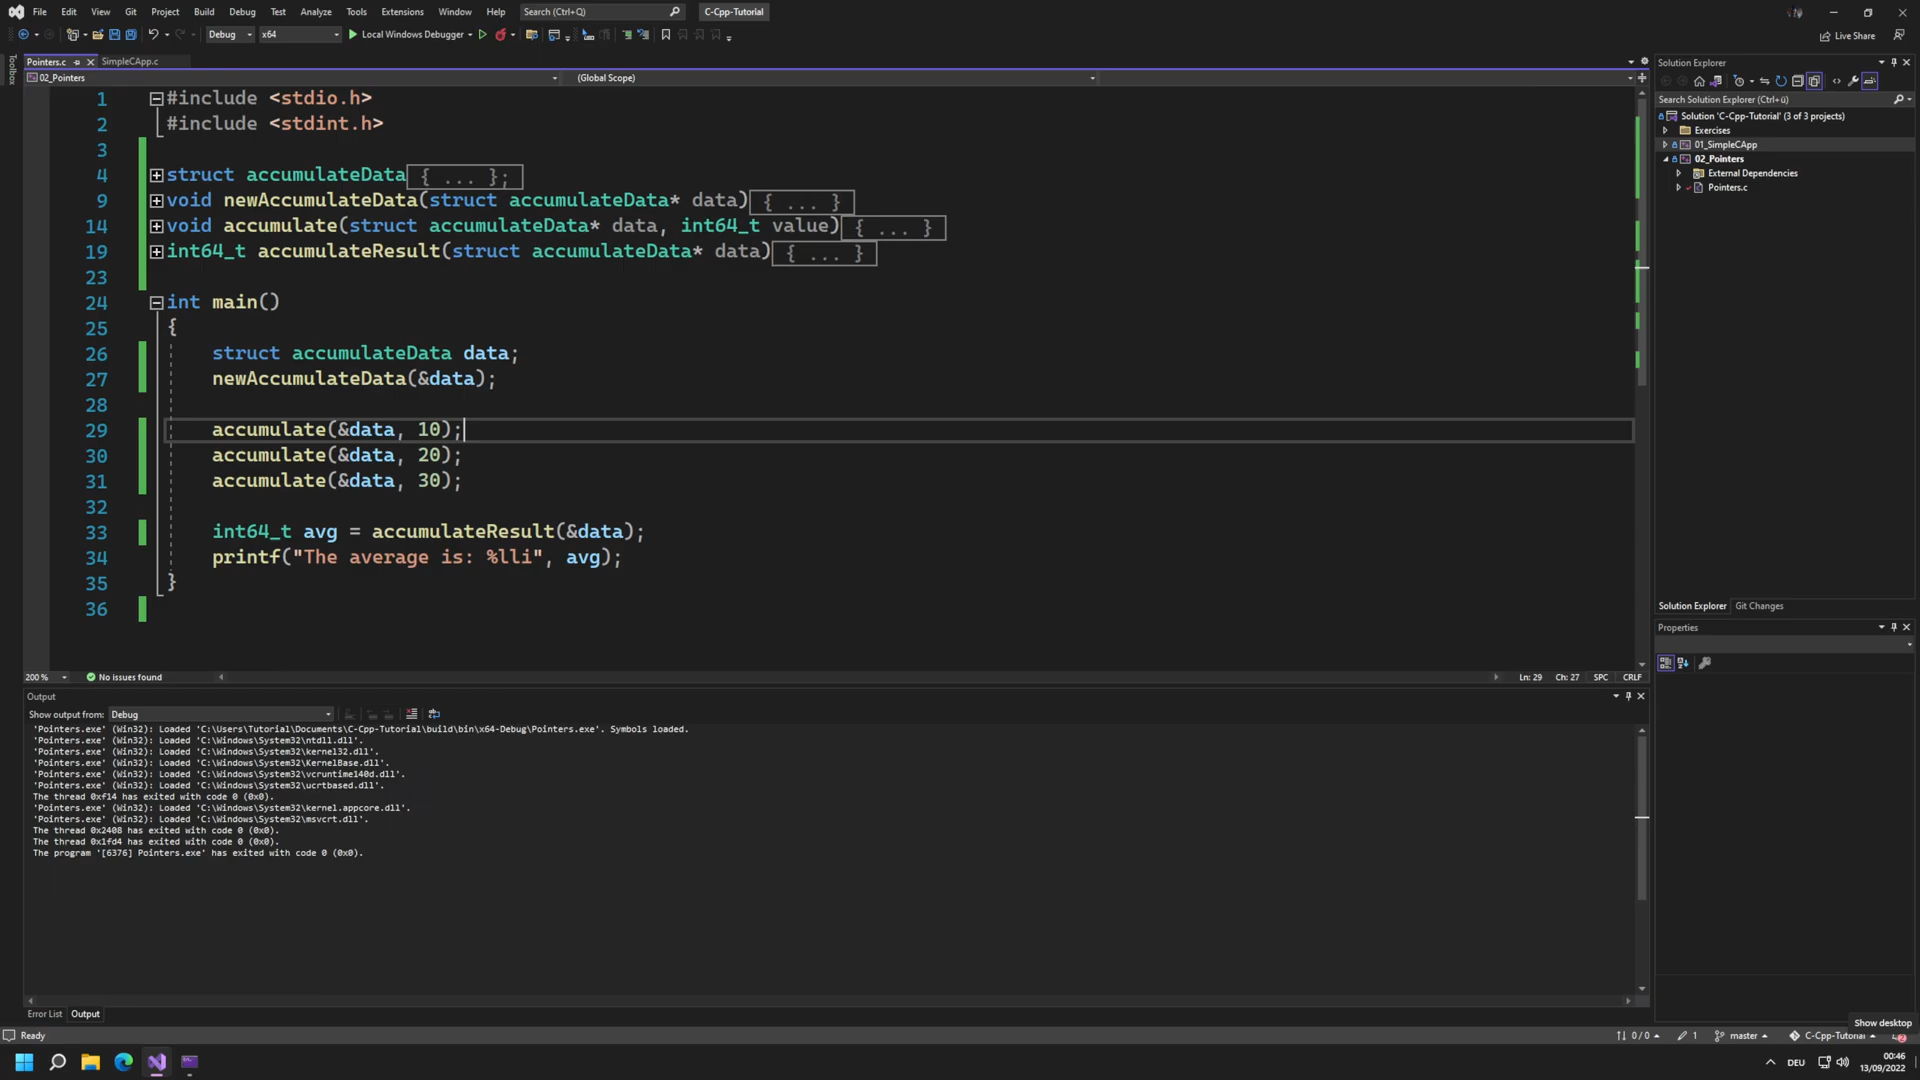 File Edit View Git Project Build Debug Test Analyze Tools Extensions Window Help Search (Ctrl+Q) C-Cpp-Tutorial
Debug x64 Local Windows Debugger Live Share
Toolbox
Pointers.c SimpleCApp.c
02_Pointers (Global Scope)
1 #include <stdio.h>
2 #include <stdint.h>
3
4 struct accumulateData{ ... };
9 void newAccumulateData(struct accumulateData* data){ ... }
14 void accumulate(struct accumulateData* data, int64_t value){ ... }
19 int64_t accumulateResult(struct accumulateData* data){ ... }
23
24 int main()
25 {
26 struct accumulateData data;
27 newAccumulateData(&data);
28
29 accumulate(&data, 10);
30 accumulate(&data, 20);
31 accumulate(&data, 30);
32
33 int64_t avg = accumulateResult(&data);
34 printf("The average is: %lli", avg);
35 }
36
200 % No issues found Ln: 29 Ch: 27 SPC CRLF
Output
Show output from: Debug
'Pointers.exe' (Win32): Loaded 'C:\Users\Tutorial\Documents\C-Cpp-Tutorial\build\bin\x64-Debug\Pointers.exe'. Symbols loaded.
'Pointers.exe' (Win32): Loaded 'C:\Windows\System32\ntdll.dll'.
'Pointers.exe' (Win32): Loaded 'C:\Windows\System32\kernel32.dll'.
'Pointers.exe' (Win32): Loaded 'C:\Windows\System32\KernelBase.dll'.
'Pointers.exe' (Win32): Loaded 'C:\Windows\System32\vcruntime140d.dll'.
'Pointers.exe' (Win32): Loaded 'C:\Windows\System32\ucrtbased.dll'.
The thread 0xf14 has exited with code 0 (0x0).
'Pointers.exe' (Win32): Loaded 'C:\Windows\System32\kernel.appcore.dll'.
'Pointers.exe' (Win32): Loaded 'C:\Windows\System32\msvcrt.dll'.
The thread 0x2408 has exited with code 0 (0x0).
The thread 0x1fd4 has exited with code 0 (0x0).
The program '[6376] Pointers.exe' has exited with code 0 (0x0).
Error List Output
Solution Explorer
Search Solution Explorer (Ctrl+ü)
Solution 'C-Cpp-Tutorial' (3 of 3 projects)
Exercises
01_SimpleCApp
02_Pointers
External Dependencies
Pointers.c
Solution Explorer Git Changes
Properties
Show desktop
Ready 0 / 0 1 master C-Cpp-Tutorial 2
DEU 00:46
13/09/2022